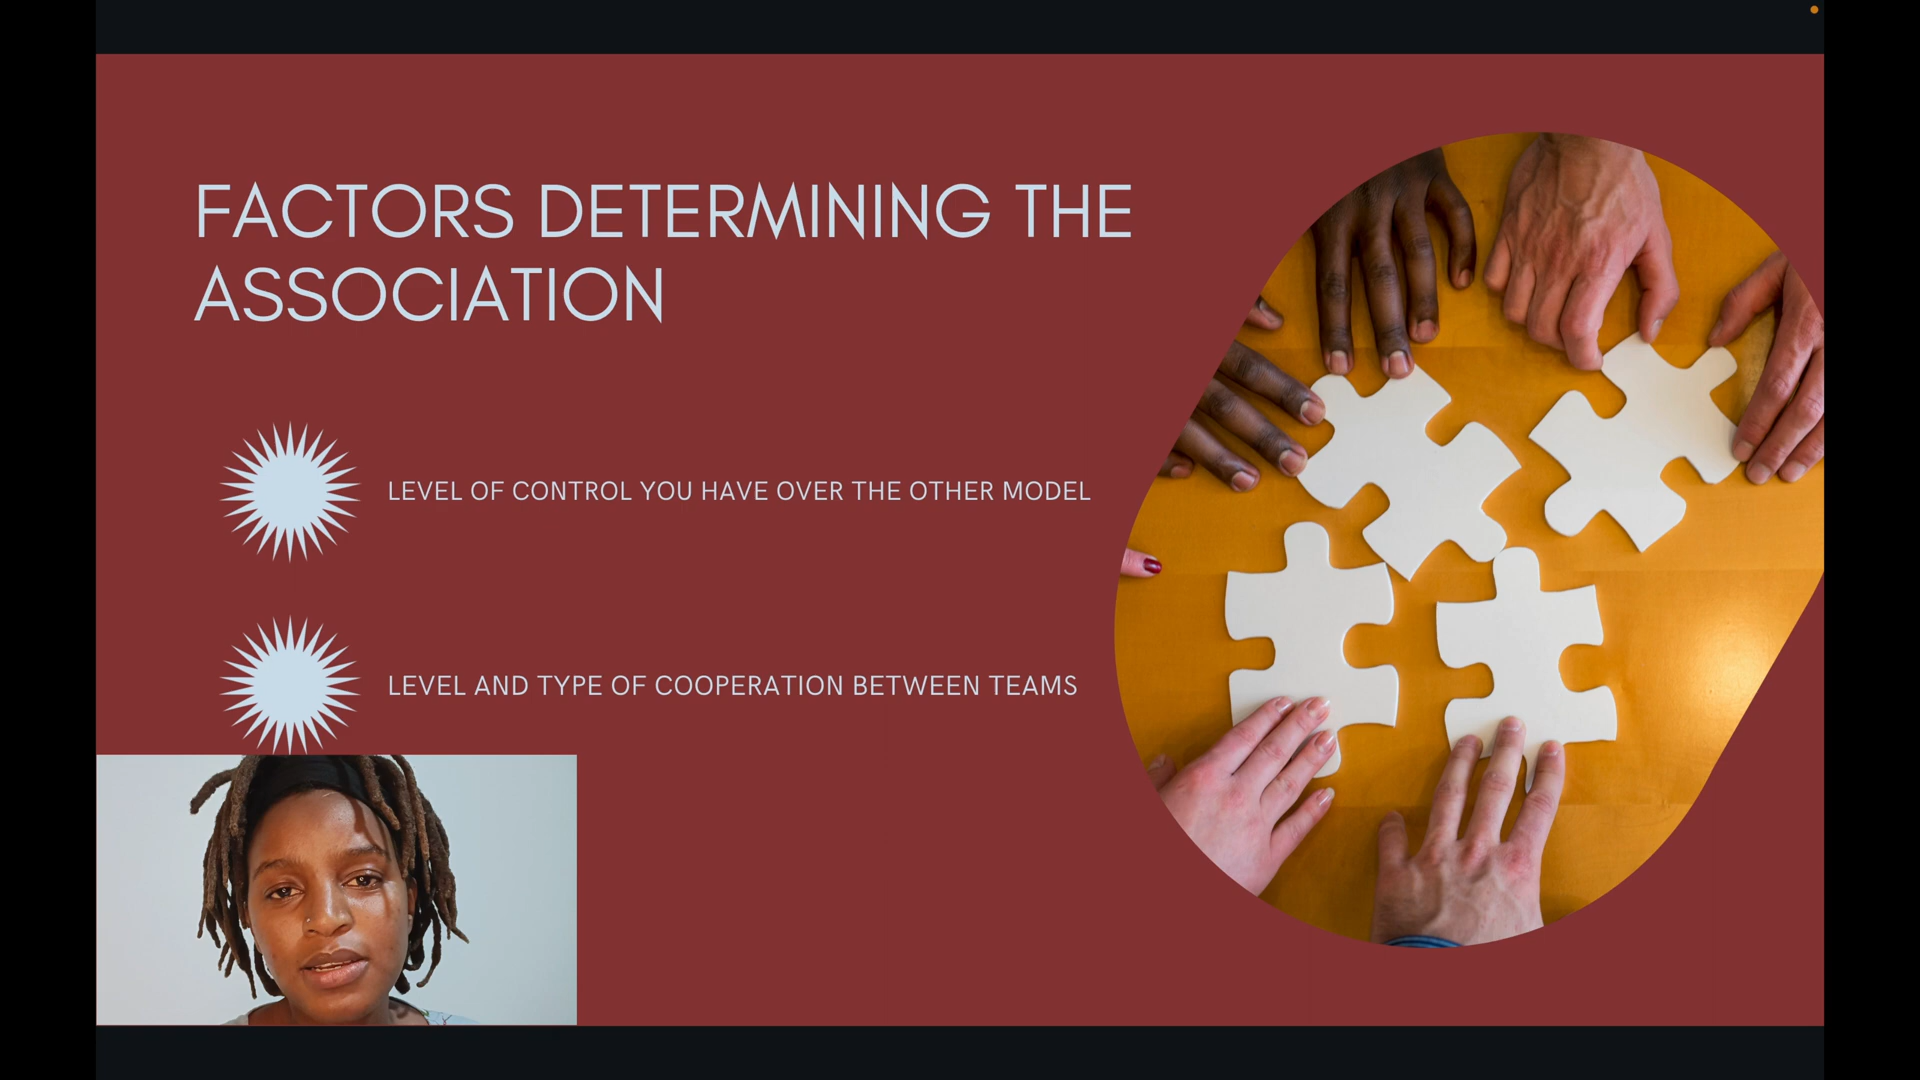 FACTORS DETERMINING THE
ASSOCIATION
LEVEL OF CONTROL YOU HAVE OVER THE OTHER MODEL
LEVEL AND TYPE OF COOPERATION BETWEEN TEAMS